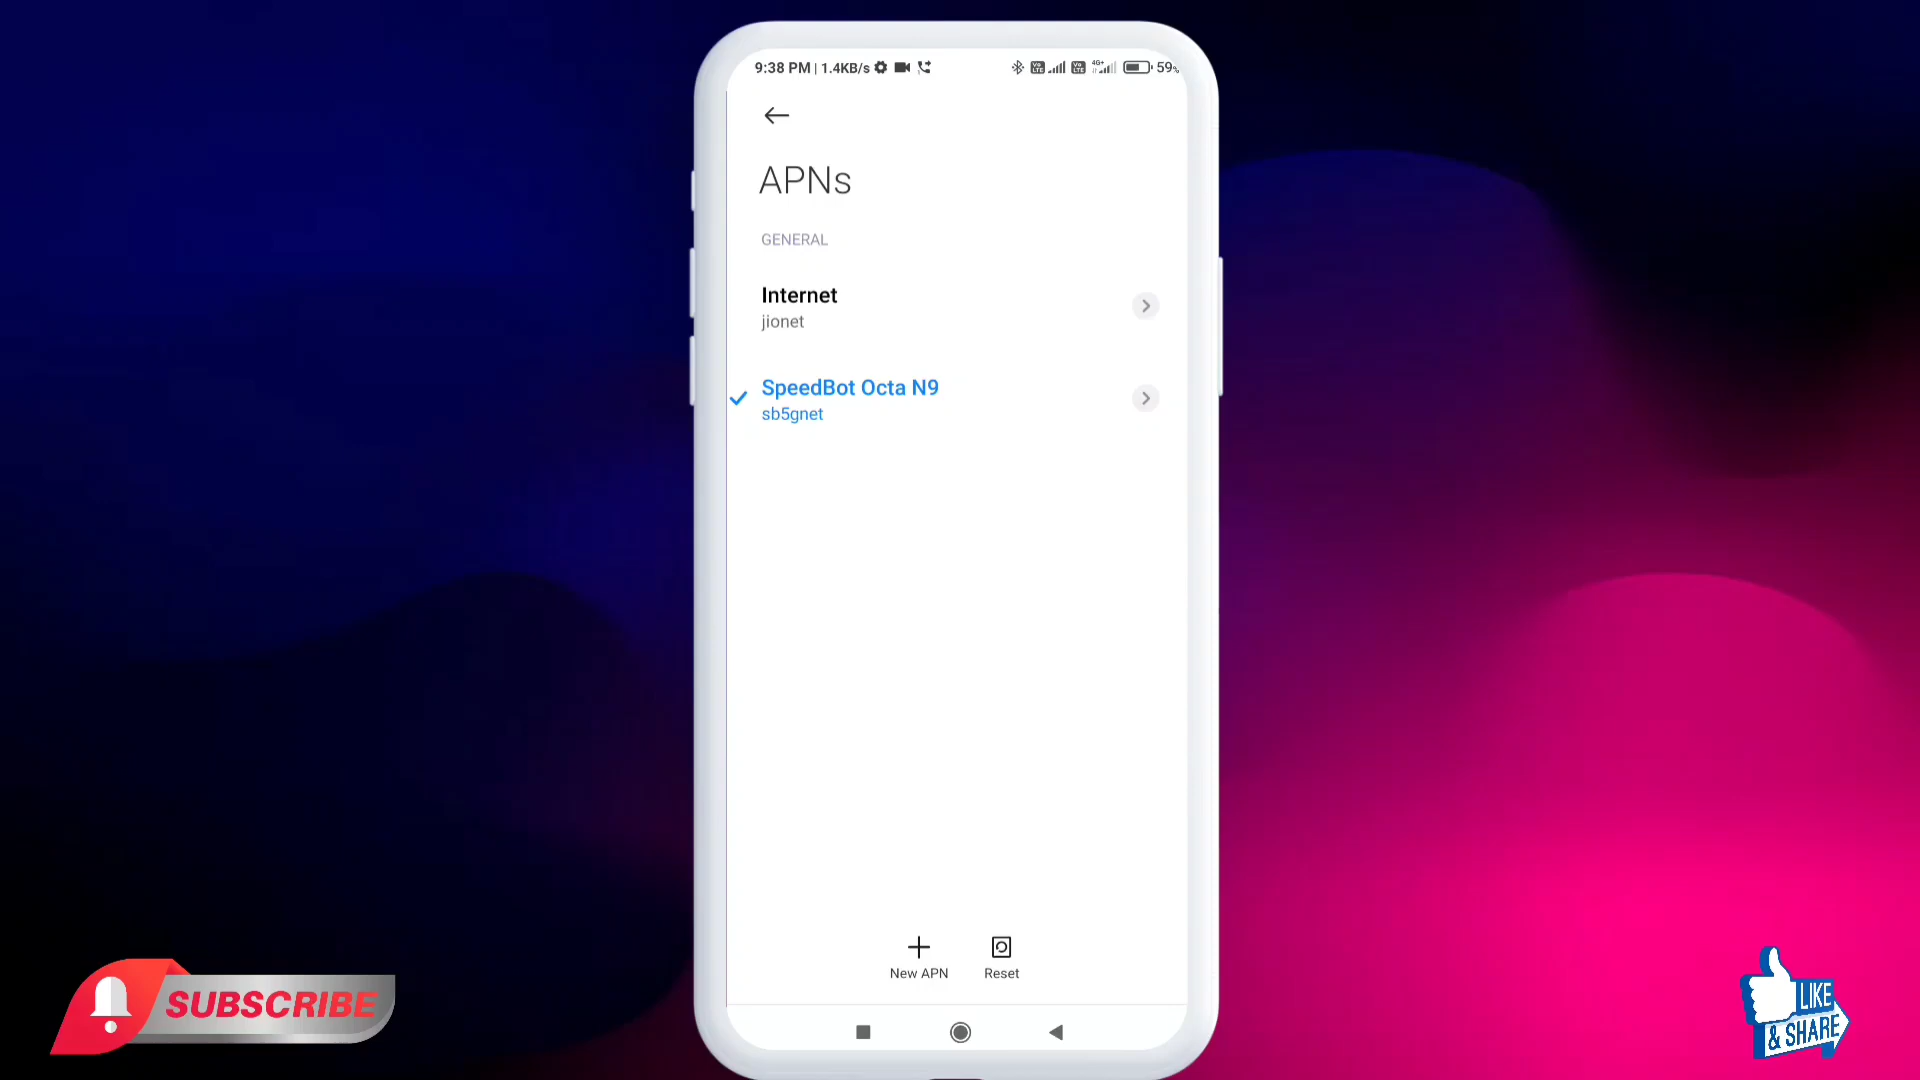 9:38 PM | 1.4KB/s 4G+ 59%
APNs
GENERAL
Internet
jionet
SpeedBot Octa N9
sb5gnet
New APN Reset
SUBSCRIBE
LIKE
& SHARE